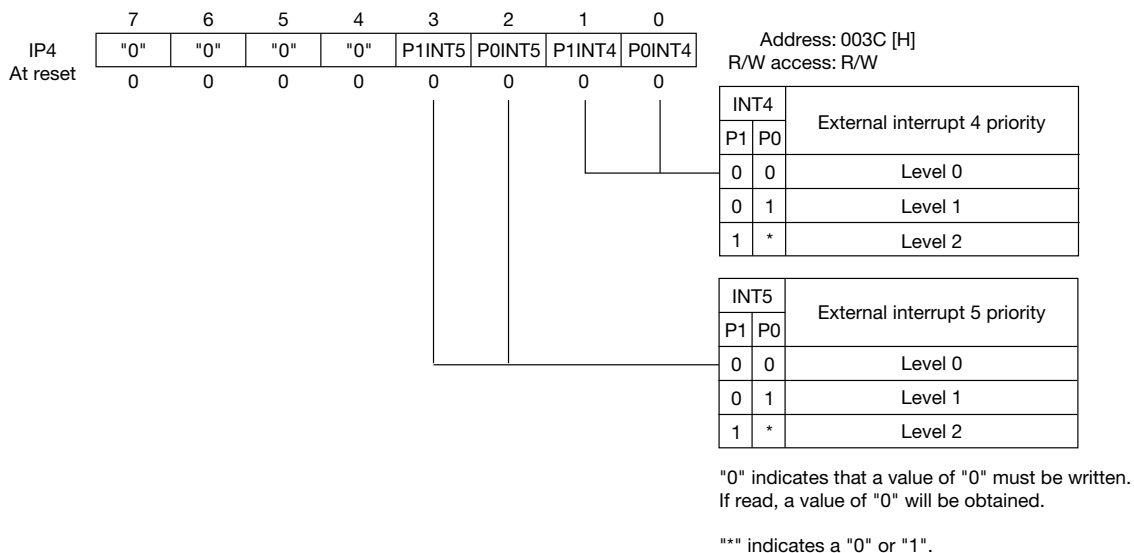 7 6 5 4 3 2 1 0
IP4 "0" "0" "0" "0" P1INT5 P0INT5 P1INT4 P0INT4
At reset 0 0 0 0 0 0 0 0
Address: 003C [H]
R/W access: R/W
INT4 External interrupt 4 priority
P1 P0
0 0 Level 0
0 1 Level 1
1 * Level 2
INT5 External interrupt 5 priority
P1 P0
0 0 Level 0
0 1 Level 1
1 * Level 2
"0" indicates that a value of "0" must be written.
If read, a value of "0" will be obtained.
"*" indicates a "0" or "1".